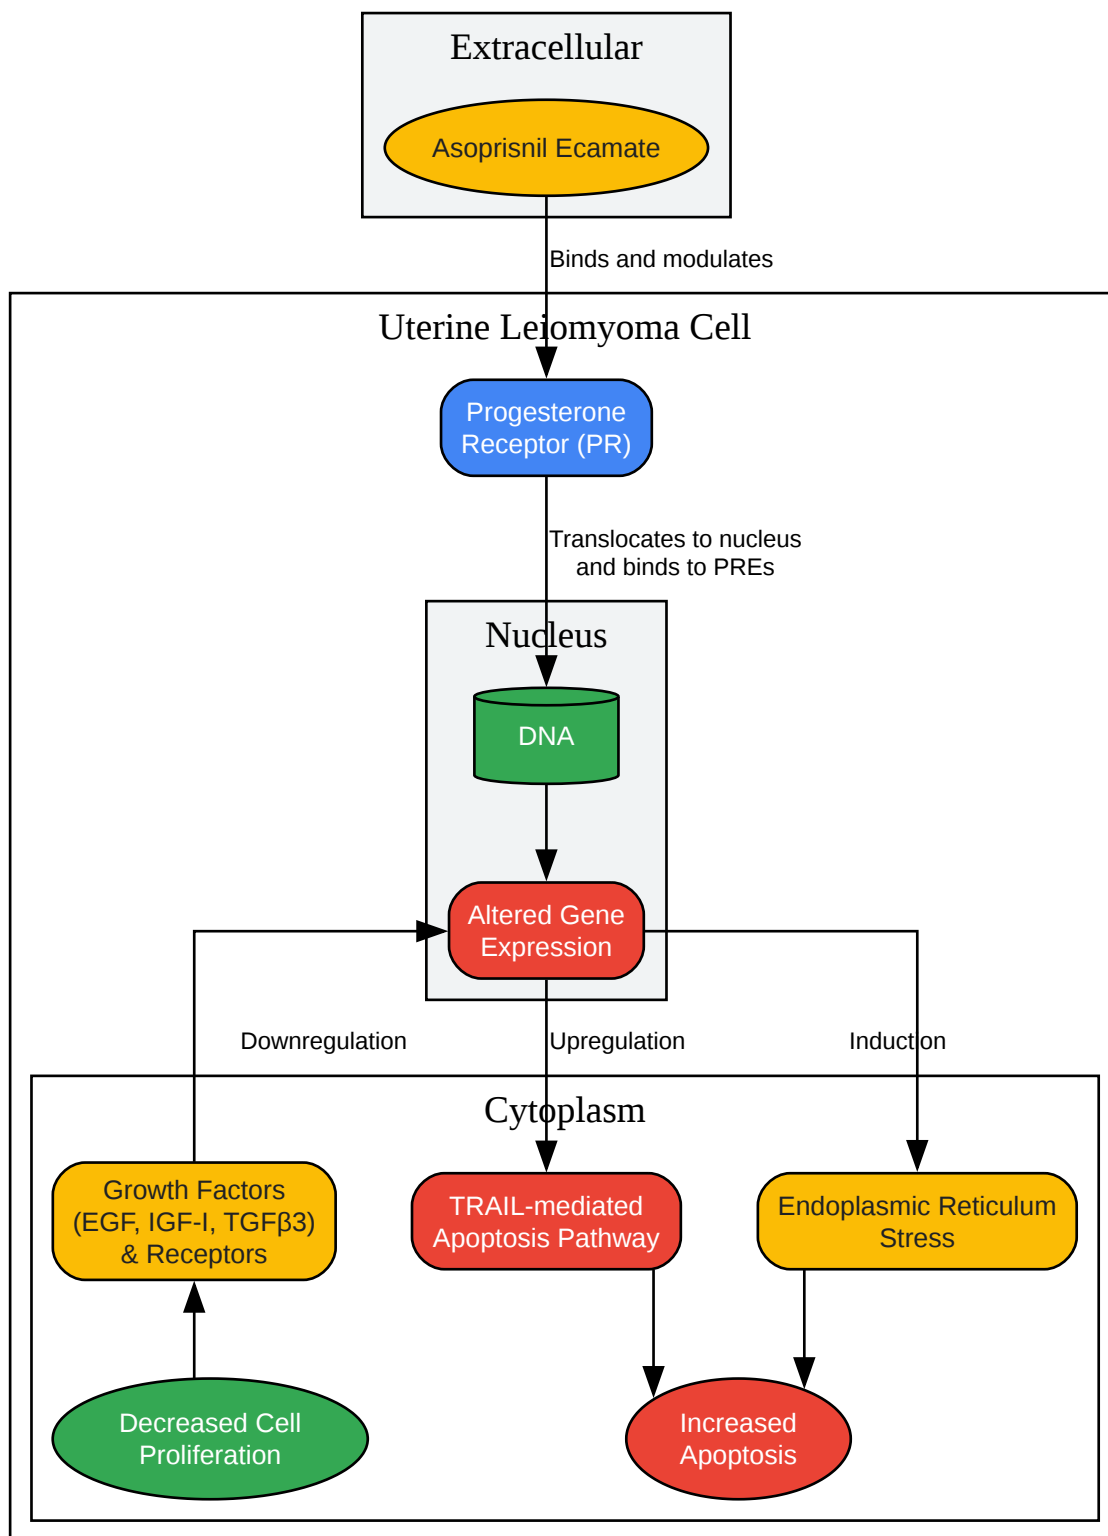 Extracellular
Asoprisnil Ecamate
Binds and modulates
Uterine Leiomyoma Cell
Progesterone
Receptor (PR)
Translocates to nucleus
and binds to PREs
Nucleus
DNA
Altered Gene
Expression
Downregulation
Upregulation
Induction
Cytoplasm
Growth Factors
(EGF, IGF-I, TGFβ3)
& Receptors
TRAIL-mediated
Apoptosis Pathway
Endoplasmic Reticulum
Stress
Decreased Cell
Proliferation
Increased
Apoptosis